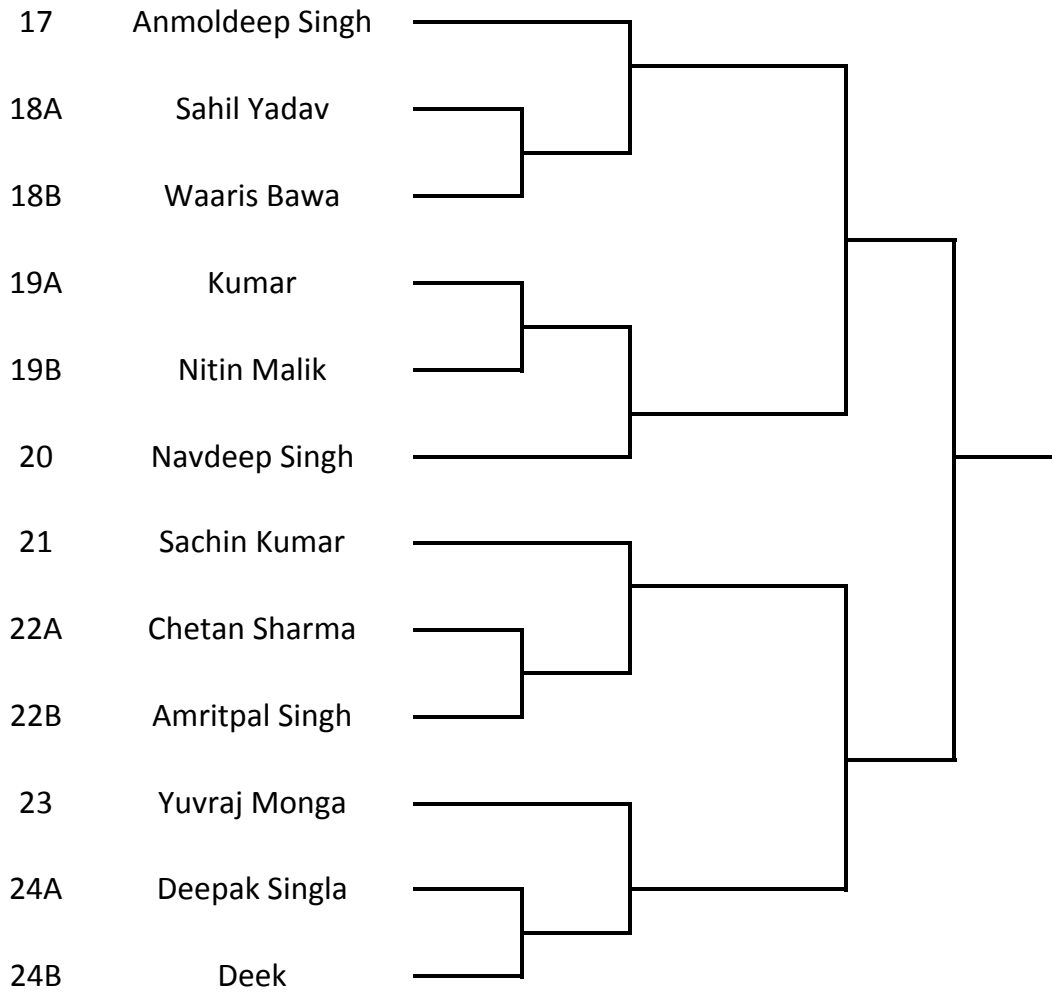 17 Anmoldeep Singh
18A Sahil Yadav
18B Waaris Bawa
19A Kumar
19B Nitin Malik
20 Navdeep Singh
21 Sachin Kumar
22A Chetan Sharma
22B Amritpal Singh
23 Yuvraj Monga
24A Deepak Singla
24B Deek